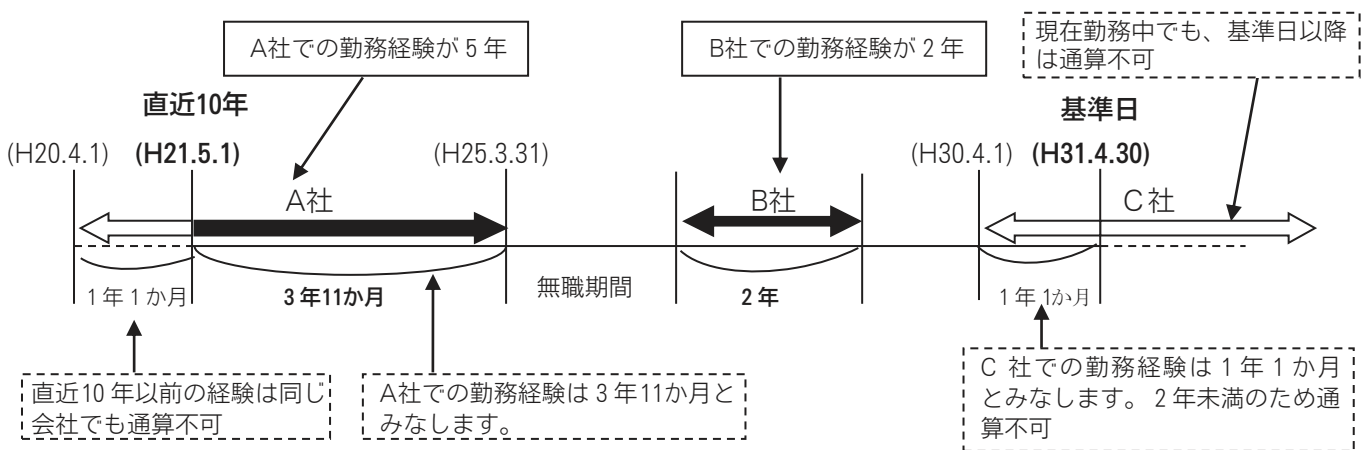 A社での勤務経験が5年
B社での勤務経験が2年
現在勤務中でも、基準日以降
は通算不可
直近10年
基準日
(H20.4.1)
(H21.5.1)
(H25.3.31)
(H30.4.1)
(H31.4.30)
A社
B社
C社
1年1か月
3年11か月
無職期間
2年
1年1か月
直近10年以前の経験は同じ
会社でも通算不可
A社での勤務経験は3年11か月と
みなします。
C 社での勤務経験は1年1か月
とみなします。2年未満のため通
算不可